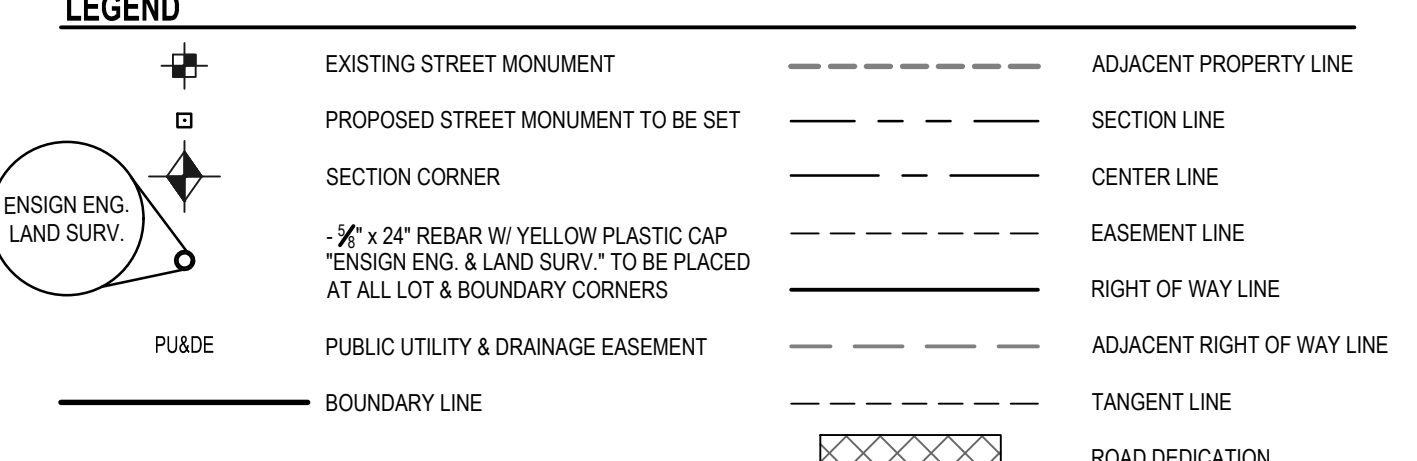 LEGEND
EXISTING STREET MONUMENT
PROPOSED STREET MONUMENT TO BE SET
SECTION CORNER
ENSIGN ENG.
LAND SURV.
- 5/8" x 24" REBAR W/ YELLOW PLASTIC CAP
"ENSIGN ENG. & LAND SURV." TO BE PLACED
AT ALL LOT & BOUNDARY CORNERS
PU&DE PUBLIC UTILITY & DRAINAGE EASEMENT
BOUNDARY LINE
ADJACENT PROPERTY LINE
SECTION LINE
CENTER LINE
EASEMENT LINE
RIGHT OF WAY LINE
ADJACENT RIGHT OF WAY LINE
TANGENT LINE
ROAD DEDICATION